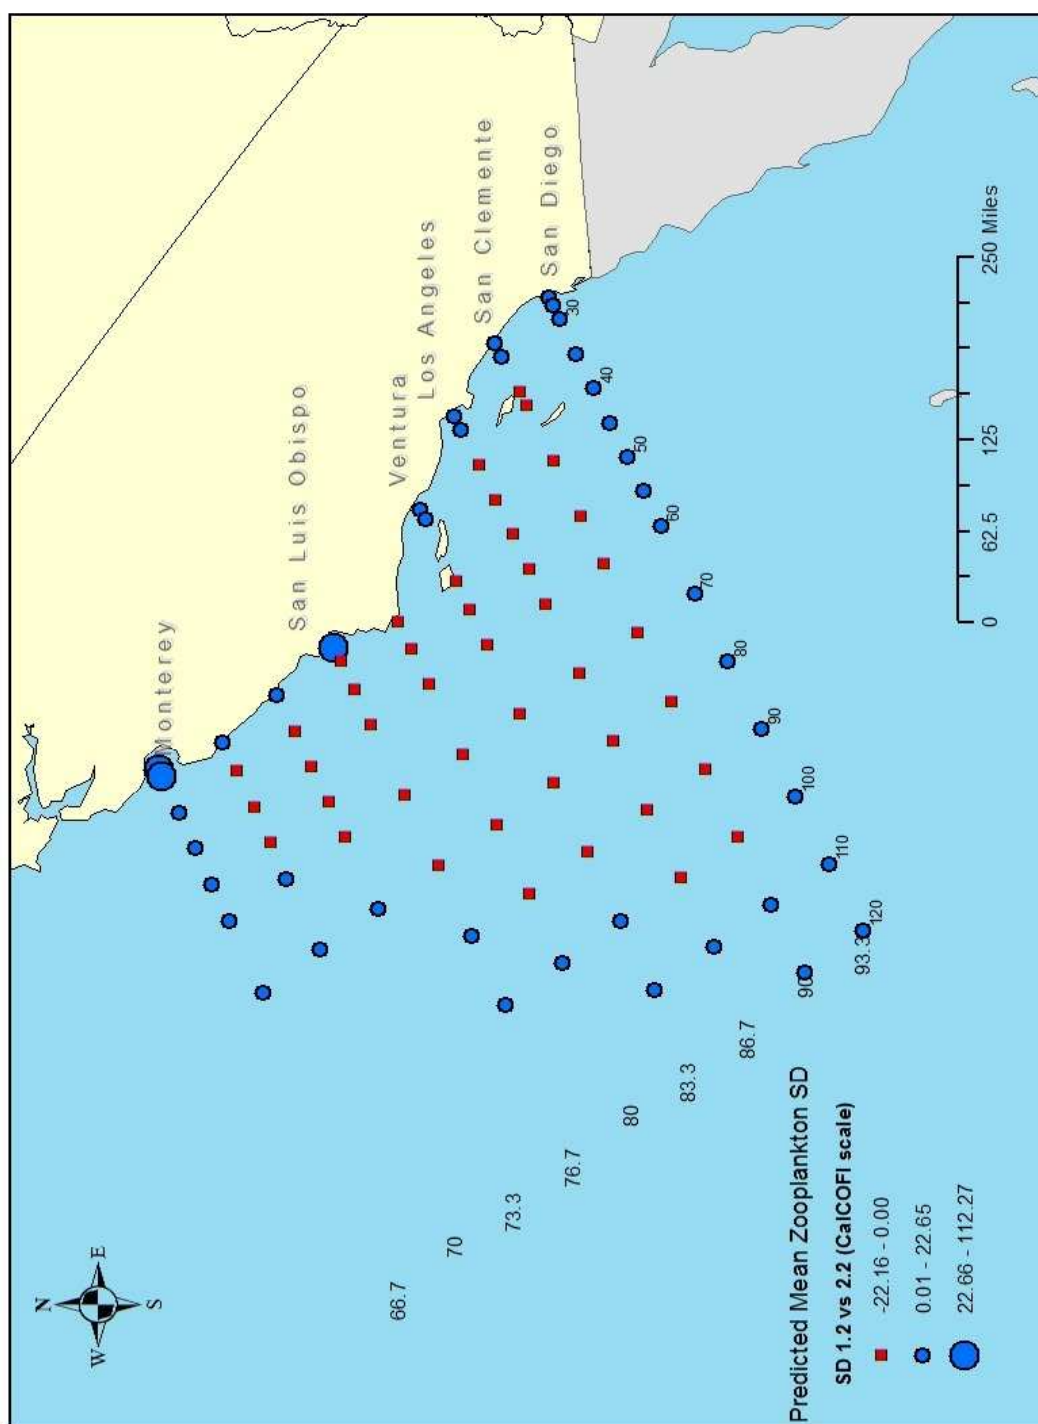 Monterey
San Luis Obispo
Ventura
Los Angeles
San Clemente
San Diego
30
40
50
60
70
80
90
100
110
120
66.7
70
73.3
76.7
80
83.3
86.7
90
93.3
N
W
E
S
Predicted Mean Zooplankton SD
SD 1.2 vs 2.2 (CalCOFI scale)
-22.16 - 0.00
0.01 - 22.65
22.66 - 112.27
0 62.5 125 250 Miles